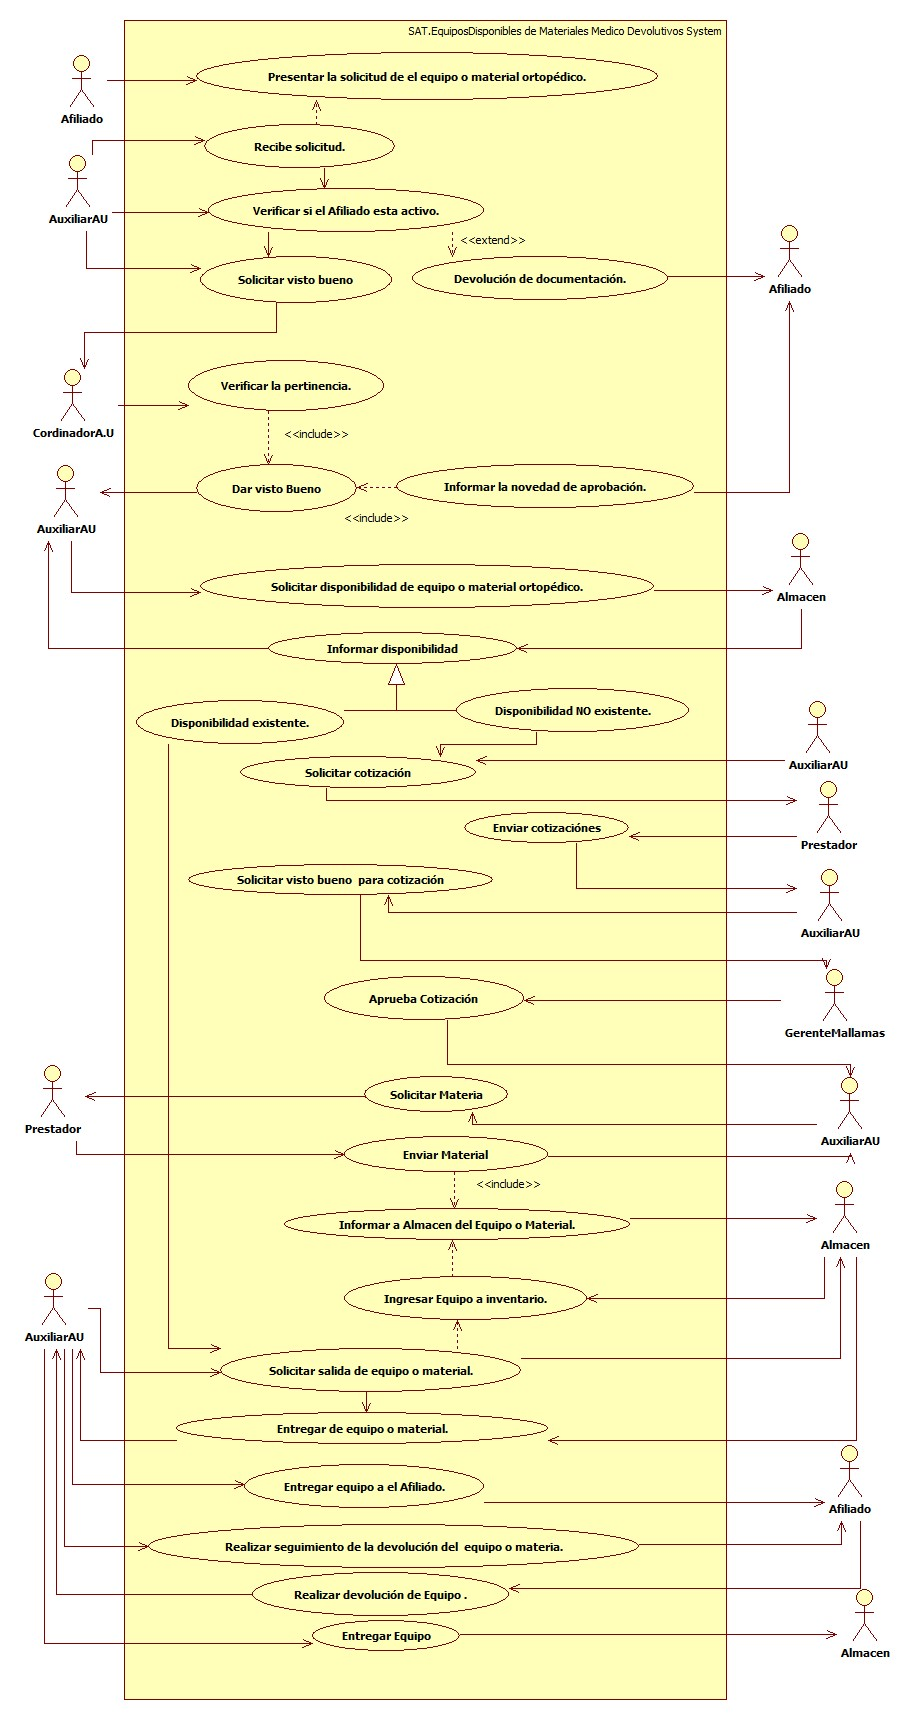 SAT.EquiposDisponibles de Materiales Medico Devolutivos System
Presentar la solicitud de el equipo o material ortopédico.
Afiliado
Recibe solicitud.
AuxiliarAU
Verificar si el Afiliado esta activo.
<<extend>>
Solicitar visto bueno
Devolución de documentación.
Afiliado
Verificar la pertinencia.
CordinadorA.U
<<include>>
Dar visto Bueno
Informar la novedad de aprobación.
<<include>>
AuxiliarAU
Solicitar disponibilidad de equipo o material ortopédico.
Almacen
Informar disponibilidad
Disponibilidad existente.
Disponibilidad NO existente.
AuxiliarAU
Solicitar cotización
Enviar cotizaciónes
Prestador
Solicitar visto bueno  para cotización
AuxiliarAU
Aprueba Cotización
GerenteMallamas
Solicitar Materia
Prestador
AuxiliarAU
Enviar Material
<<include>>
Informar a Almacen del Equipo o Material.
Almacen
Ingresar Equipo a inventario.
AuxiliarAU
Solicitar salida de equipo o material.
Entregar de equipo o material.
Entregar equipo a el Afiliado.
Afiliado
Realizar seguimiento de la devolución del  equipo o materia.
Realizar devolución de Equipo .
Entregar Equipo
Almacen